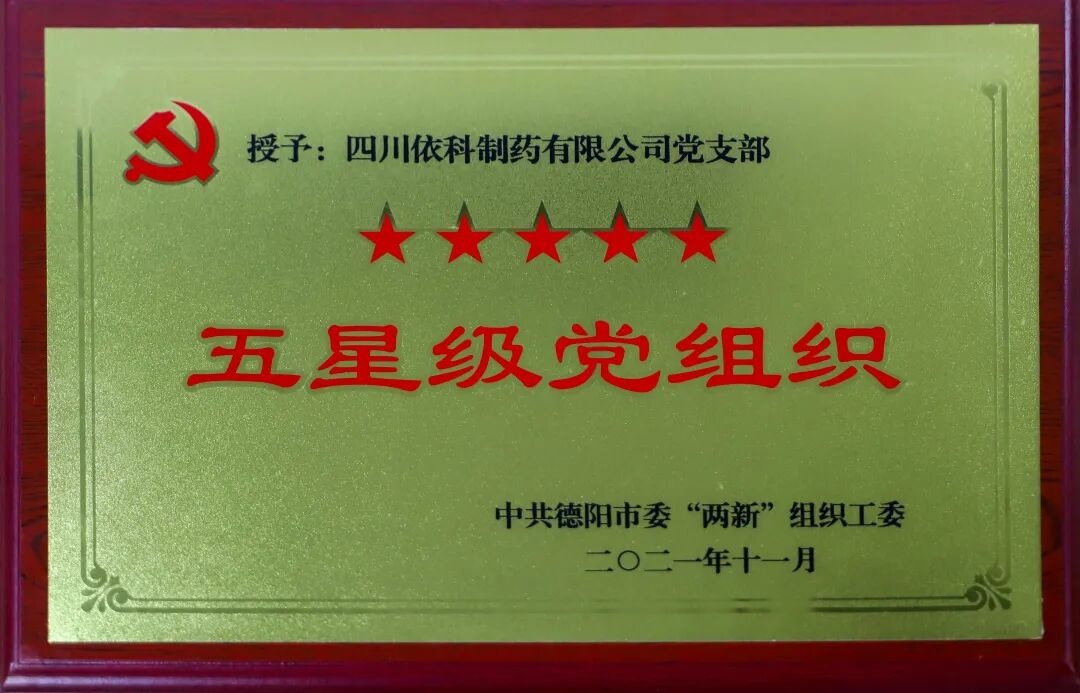 授予：四川依科制药有限公司党支部
五星级党组织
中共德阳市委“两新”组织工委
二〇二一年十一月